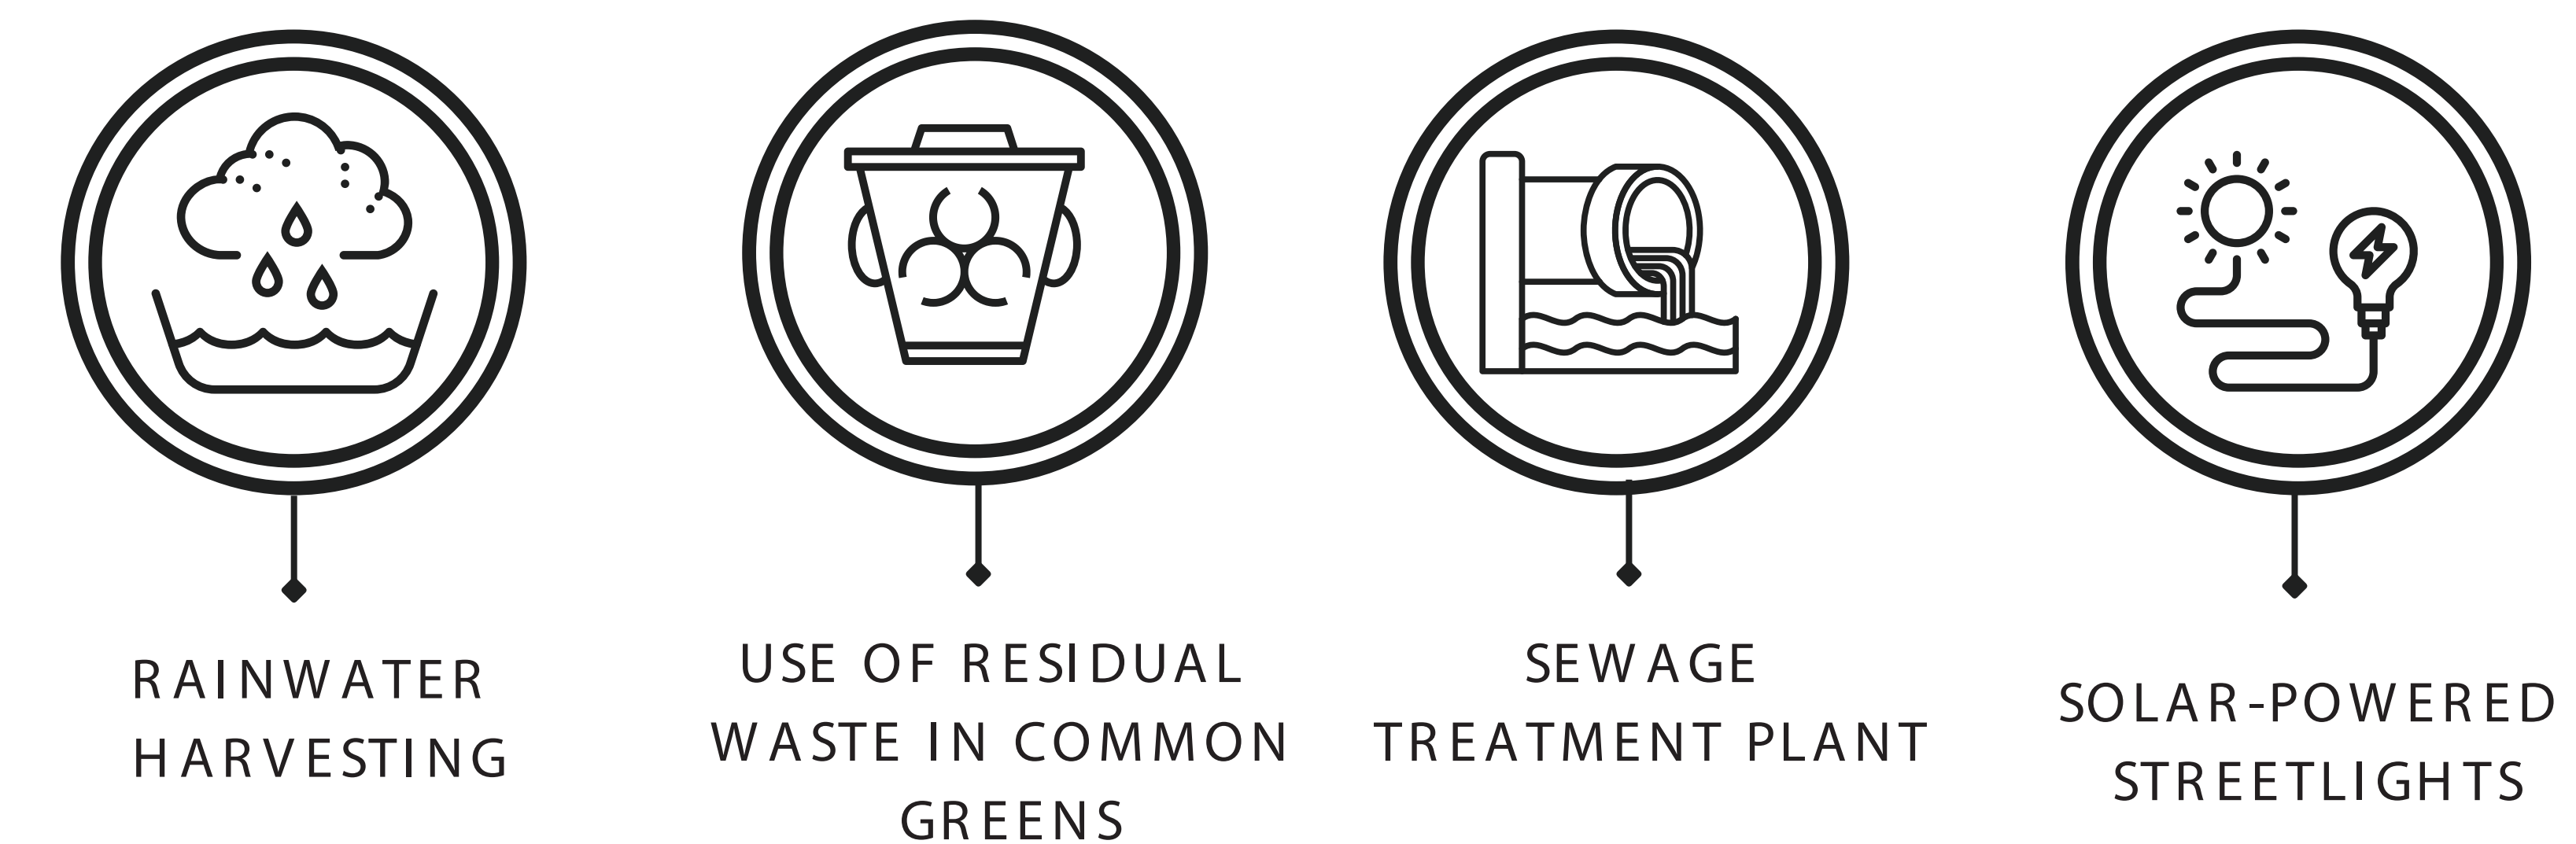 RAINWATER
HARVESTING
USE OF RESIDUAL
WASTE IN COMMON
GREENS
SEWAGE
TREATMENT PLANT
SOLAR-POWERED
STREETLIGHTS